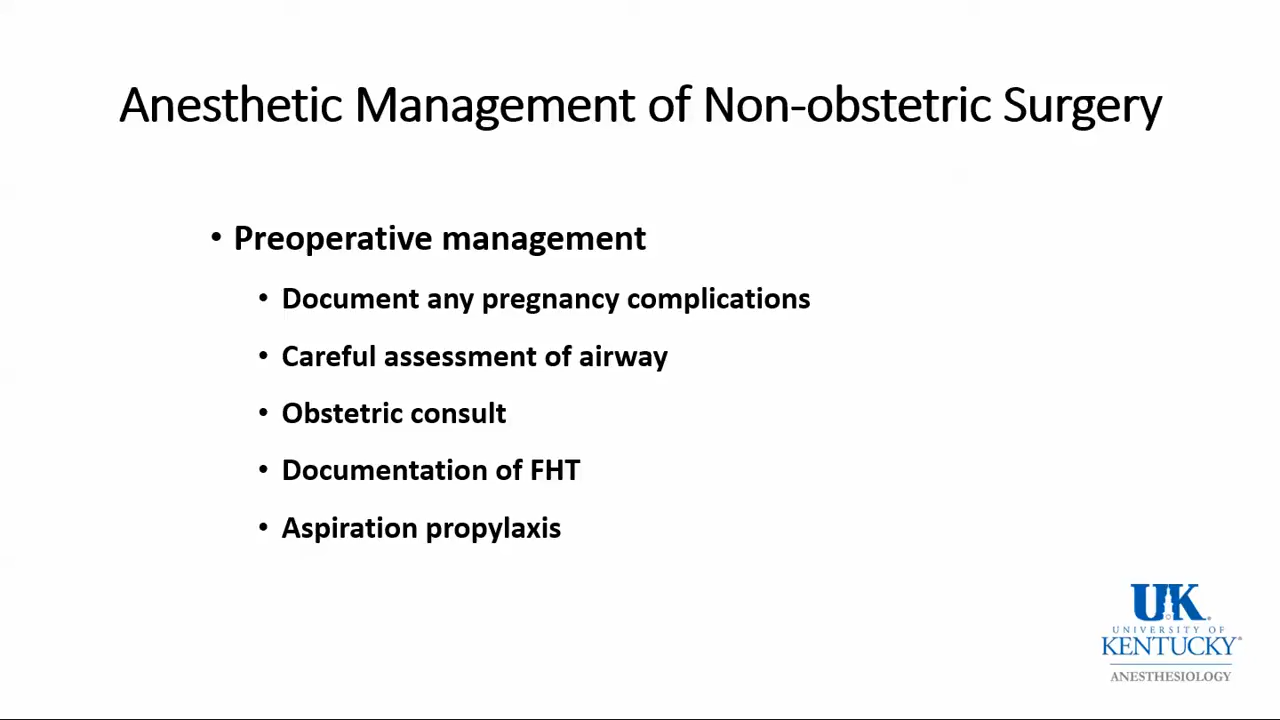 Anesthetic Management of Non-obstetric Surgery
• Preoperative management
• Document any pregnancy complications
• Careful assessment of airway
• Obstetric consult
• Documentation of FHT
• Aspiration propylaxis
UK
UNIVERSITY OF
KENTUCKY
ANESTHESIOLOGY